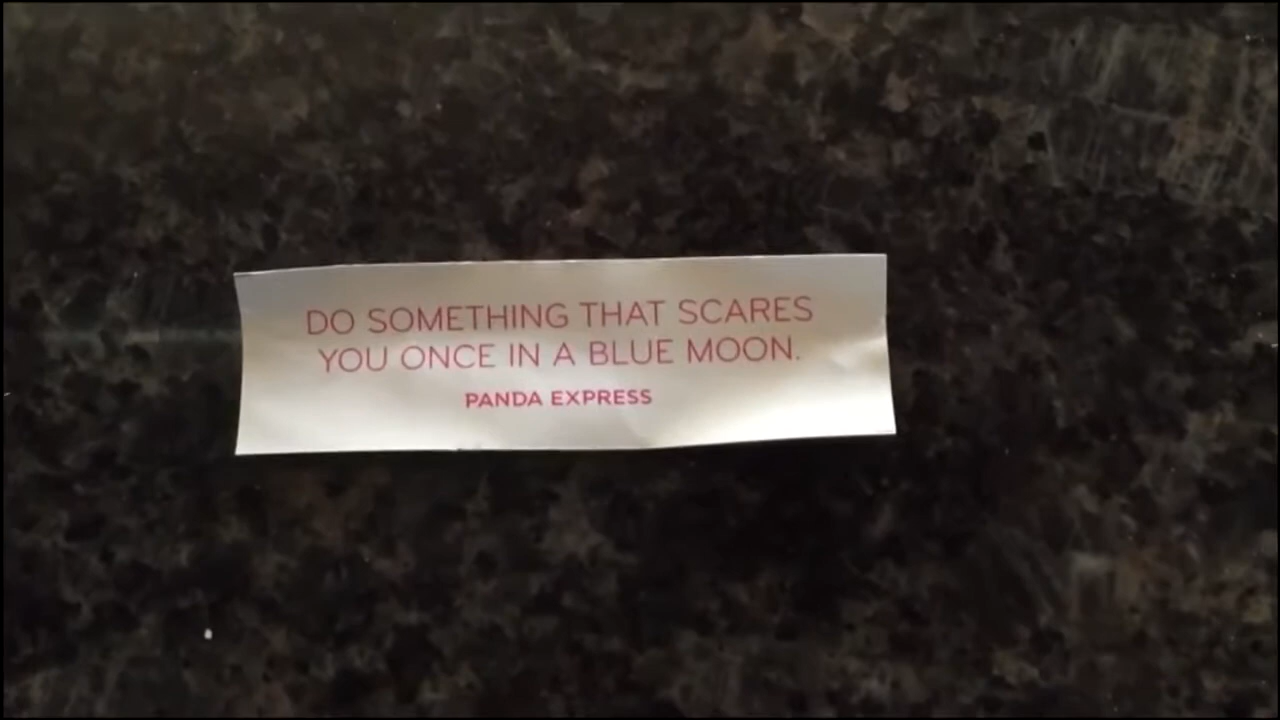 DO SOMETHING THAT SCARES
YOU ONCE IN A BLUE MOON.
PANDA EXPRESS